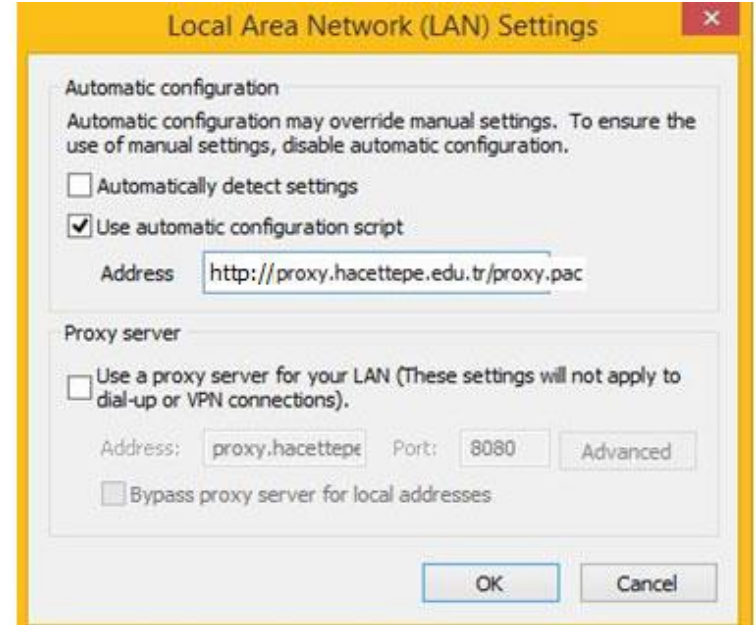 Local Area Network (LAN) Settings
Automatic configuration
Automatic configuration may override manual settings. To ensure the
use of manual settings, disable automatic configuration.
Automatically detect settings
Use automatic configuration script
Address http://proxy.hacettepe.edu.tr/proxy.pac
Proxy server
Use a proxy server for your LAN (These settings will not apply to
dial-up or VPN connections).
Address: proxy.hacettepe Port: 8080 Advanced
Bypass proxy server for local addresses
OK Cancel